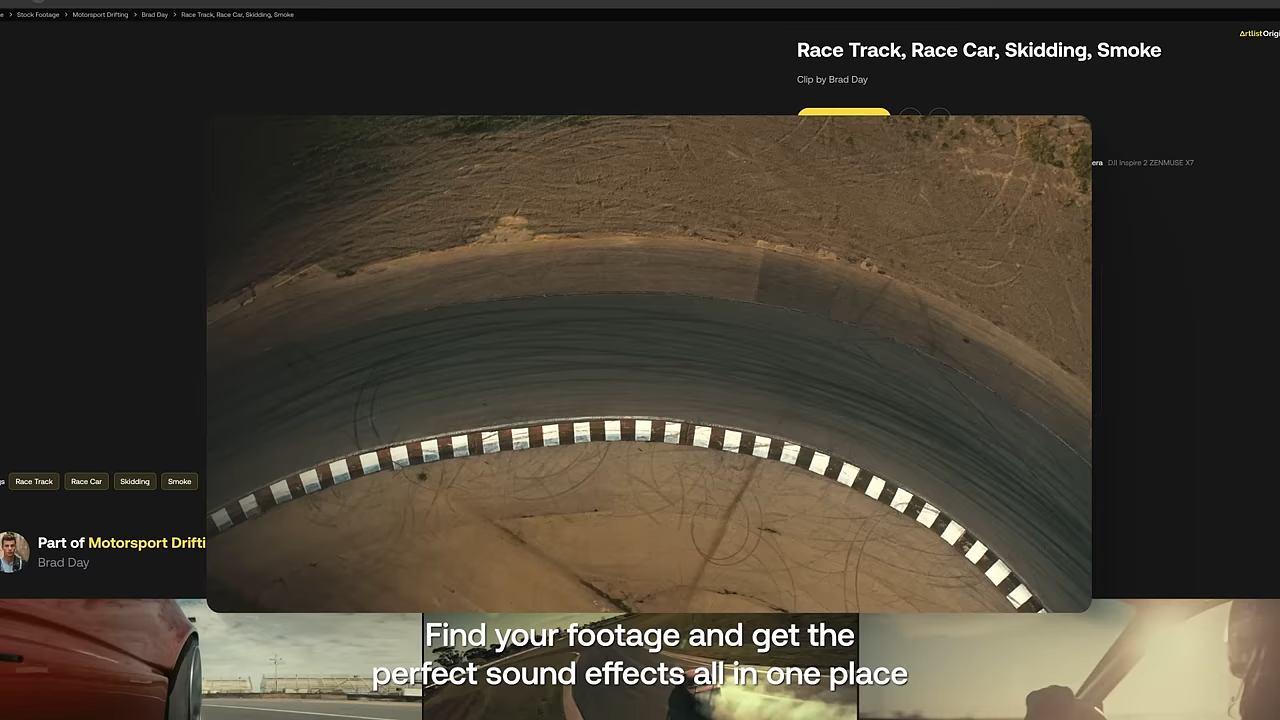 Stock Footage > Motorsport Drifting > Brad Day > Race Track, Race Car, Skidding, Smoke
Artlist
Race Track, Race Car, Skidding, Smoke
Clip by Brad Day
DJI Inspire 2 ZENMUSE X7
Race Track Race Car Skidding Smoke
Part of Motorsport Drifti
Brad Day
Find your footage and get the
perfect sound effects all in one place